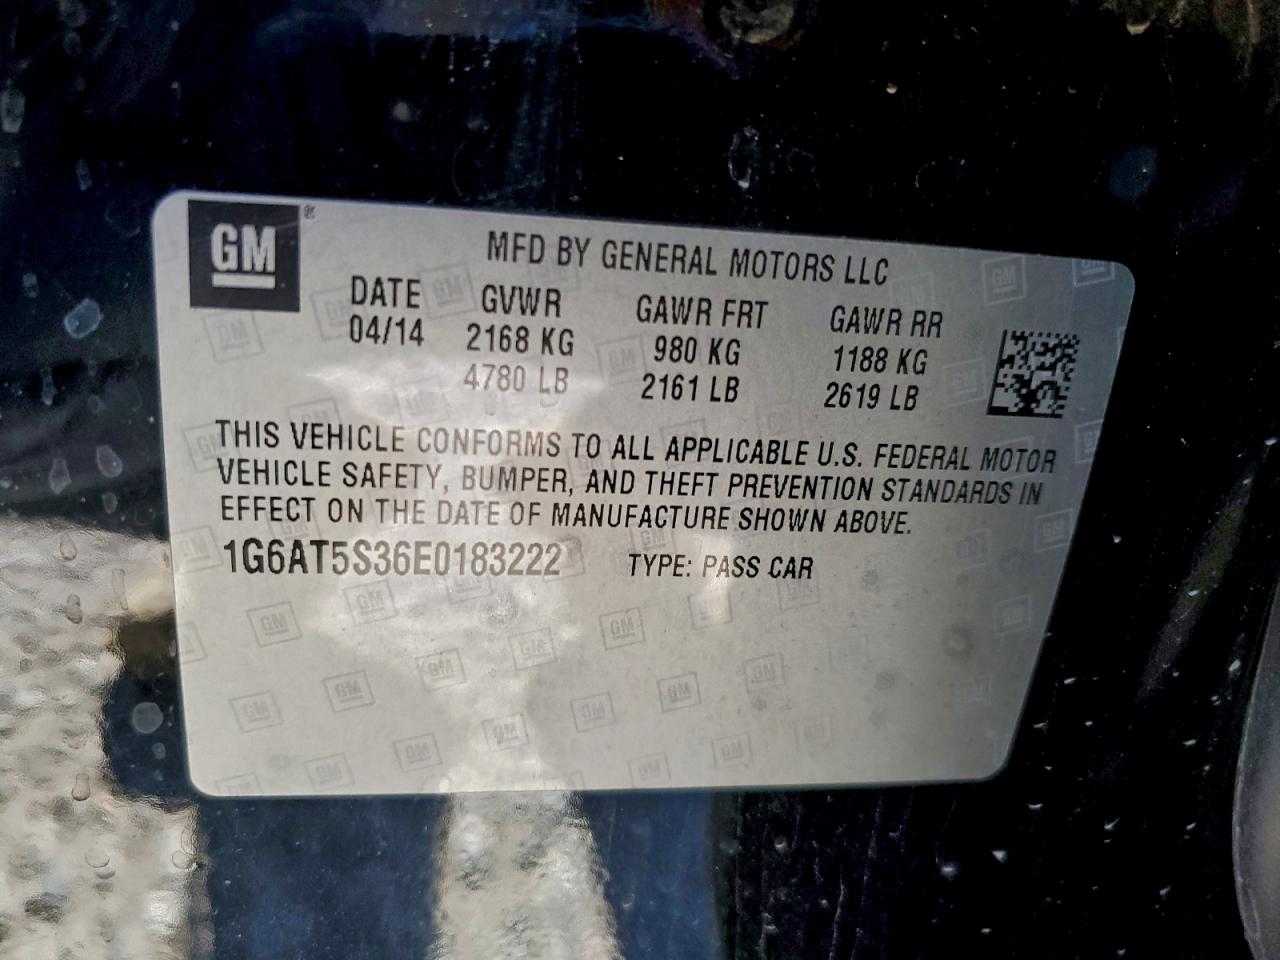 GM®
MFD BY GENERAL MOTORS LLC
DATE GVWR GAWR FRT GAWR RR
04/14 2168 KG 980 KG 1188 KG
4780 LB 2161 LB 2619 LB
THIS VEHICLE CONFORMS TO ALL APPLICABLE U.S. FEDERAL MOTOR
VEHICLE SAFETY, BUMPER, AND THEFT PREVENTION STANDARDS IN
EFFECT ON THE DATE OF MANUFACTURE SHOWN ABOVE.
1G6AT5S36E0183222 TYPE: PASS CAR